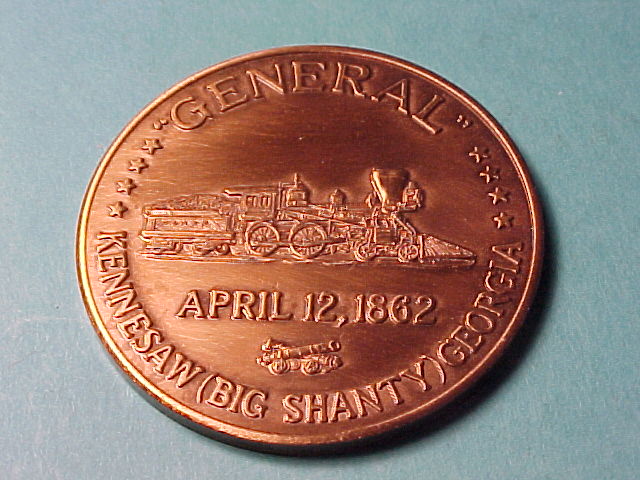 "GENERAL"
APRIL 12, 1862
KENNESAW (BIG SHANTY) GEORGIA